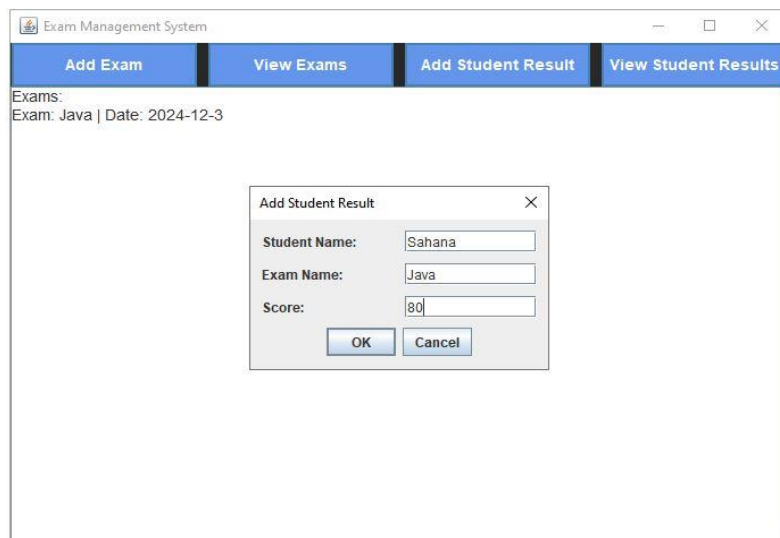 Exam Management System
Add Exam View Exams Add Student Result View Student Results
Exams:
Exam: Java | Date: 2024-12-3
Add Student Result
Student Name: Sahana
Exam Name: Java
Score: 80
OK Cancel